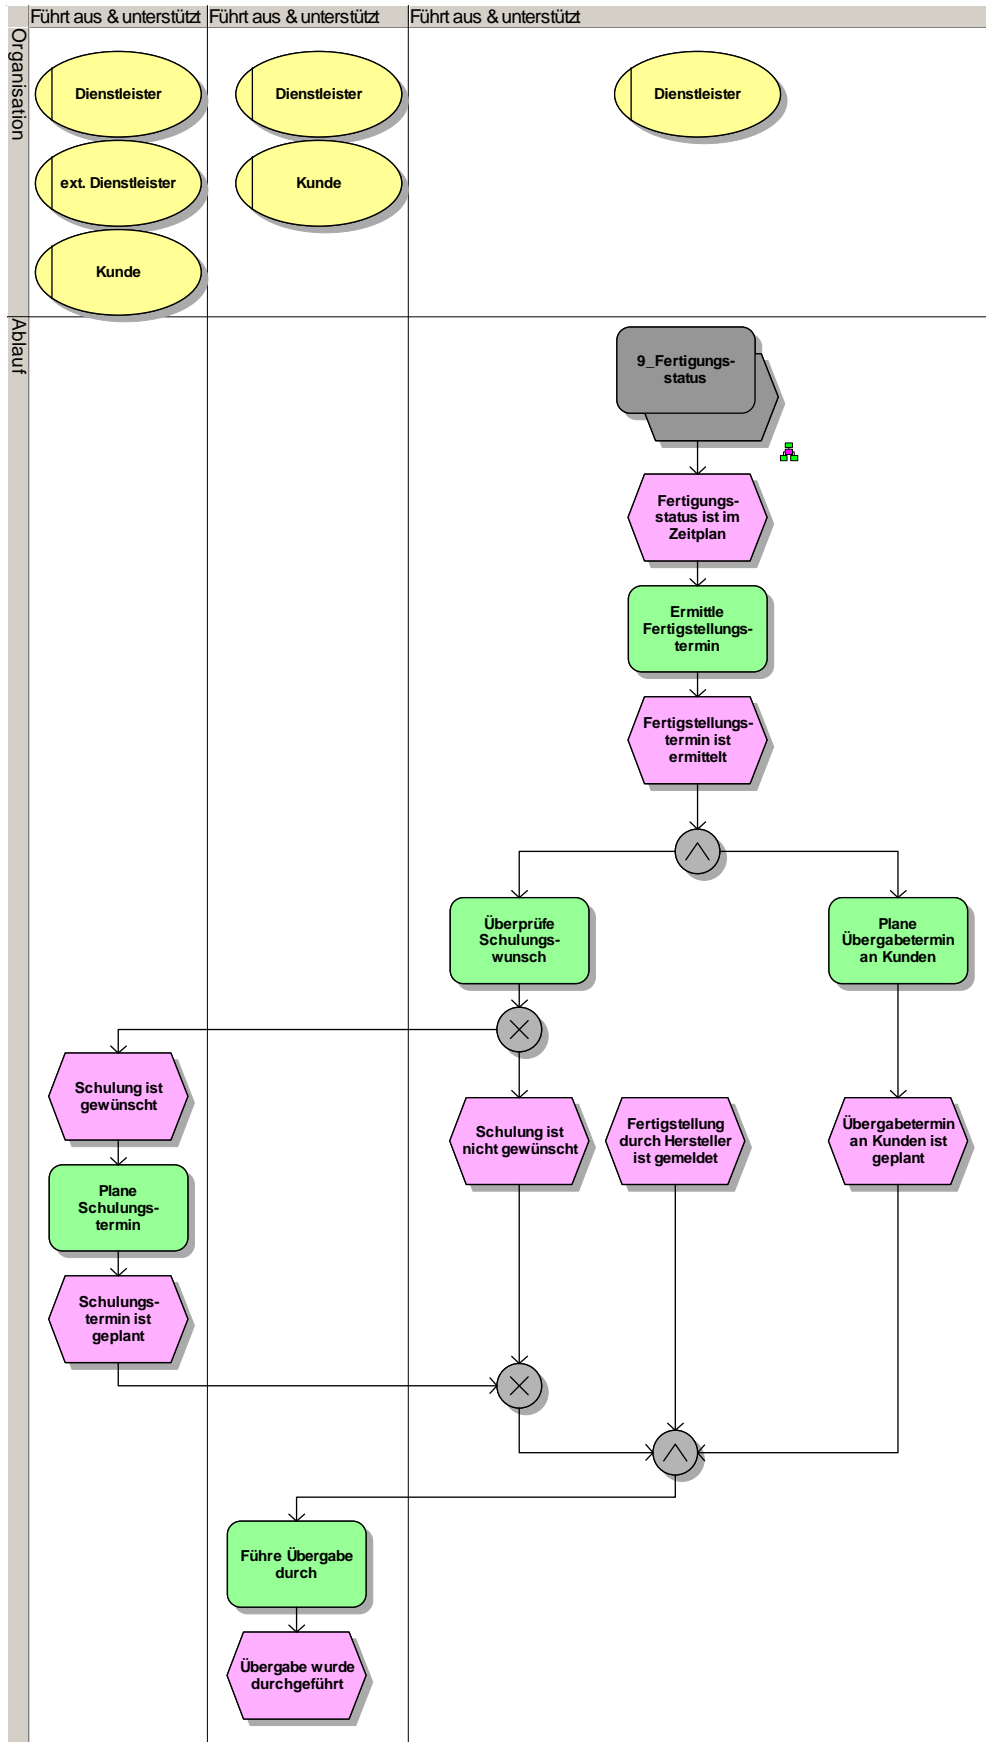 Führt aus & unterstützt
Führt aus & unterstützt
Führt aus & unterstützt
Organisation
Dienstleister
Dienstleister
Dienstleister
ext. Dienstleister
Kunde
Kunde
Ablauf
9_Fertigungs-
status
Fertigungs-
status ist im
Zeitplan
Ermittle
Fertigstellungs-
termin
Fertigstellungs-
termin ist
ermittelt
Überprüfe
Schulungs-
wunsch
Plane
Übergabetermin
an Kunden
Schulung ist
gewünscht
Schulung ist
nicht gewünscht
Fertigstellung
durch Hersteller
ist gemeldet
Übergabetermin
an Kunden ist
geplant
Plane
Schulungs-
termin
Schulungs-
termin ist
geplant
Führe Übergabe
durch
Übergabe wurde
durchgeführt